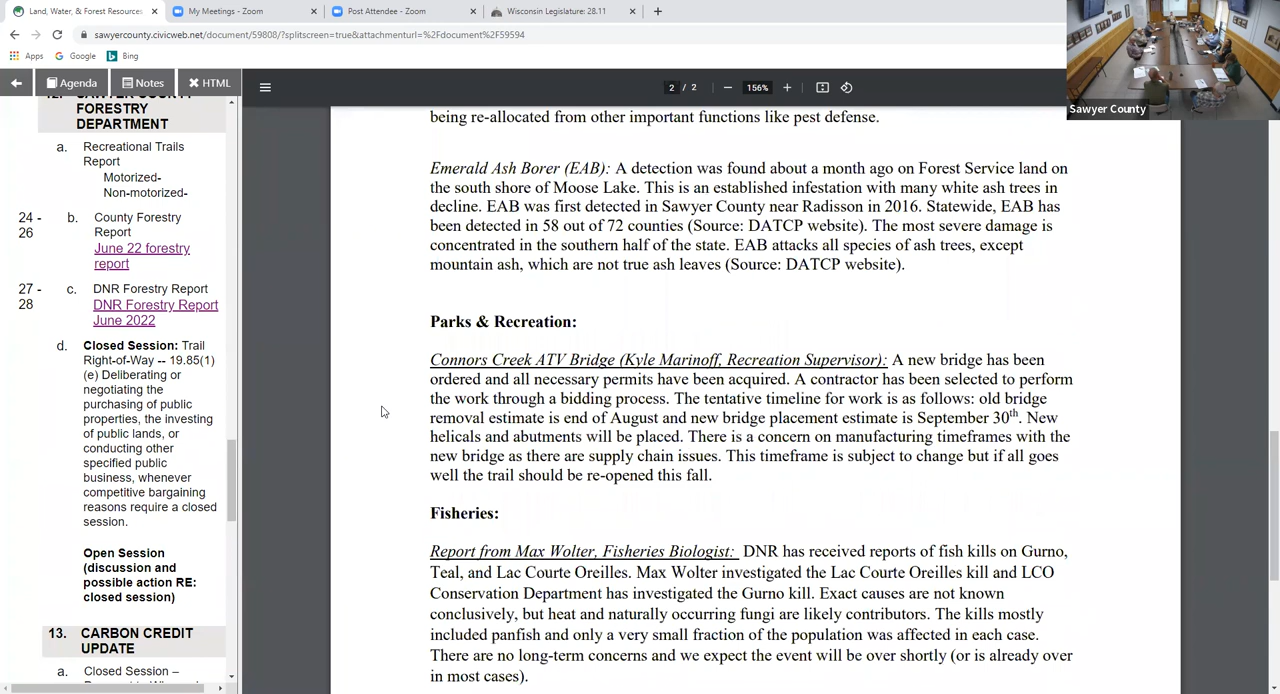 Land, Water, & Forest Resources
My Meetings - Zoom
Post Attendee - Zoom
Wisconsin Legislature: 28.11
sawyercounty.civicweb.net/document/59808/?splitscreen=true&attachmenturl=%2Fdocument%2F59594
Apps
Google
Bing
Sawyer County
Agenda
Notes
HTML
2 / 2
156%
FORESTRY
DEPARTMENT
a. Recreational Trails
Report
Motorized-
Non-motorized-
24 -
26
b. County Forestry
Report
June 22 forestry
report
27 -
28
c. DNR Forestry Report
DNR Forestry Report
June 2022
d. Closed Session: Trail
Right-of-Way -- 19.85(1)
(e) Deliberating or
negotiating the
purchasing of public
properties, the investing
of public lands, or
conducting other
specified public
business, whenever
competitive bargaining
reasons require a closed
session.
Open Session
(discussion and
possible action RE:
closed session)
13. CARBON CREDIT
UPDATE
a. Closed Session –
being re-allocated from other important functions like pest defense.
Emerald Ash Borer (EAB): A detection was found about a month ago on Forest Service land on
the south shore of Moose Lake. This is an established infestation with many white ash trees in
decline. EAB was first detected in Sawyer County near Radisson in 2016. Statewide, EAB has
been detected in 58 out of 72 counties (Source: DATCP website). The most severe damage is
concentrated in the southern half of the state. EAB attacks all species of ash trees, except
mountain ash, which are not true ash leaves (Source: DATCP website).
Parks & Recreation:
Connors Creek ATV Bridge (Kyle Marinoff, Recreation Supervisor): A new bridge has been
ordered and all necessary permits have been acquired. A contractor has been selected to perform
the work through a bidding process. The tentative timeline for work is as follows: old bridge
removal estimate is end of August and new bridge placement estimate is September 30th. New
helicals and abutments will be placed. There is a concern on manufacturing timeframes with the
new bridge as there are supply chain issues. This timeframe is subject to change but if all goes
well the trail should be re-opened this fall.
Fisheries:
Report from Max Wolter, Fisheries Biologist: DNR has received reports of fish kills on Gurno,
Teal, and Lac Courte Oreilles. Max Wolter investigated the Lac Courte Oreilles kill and LCO
Conservation Department has investigated the Gurno kill. Exact causes are not known
conclusively, but heat and naturally occurring fungi are likely contributors. The kills mostly
included panfish and only a very small fraction of the population was affected in each case.
There are no long-term concerns and we expect the event will be over shortly (or is already over
in most cases).